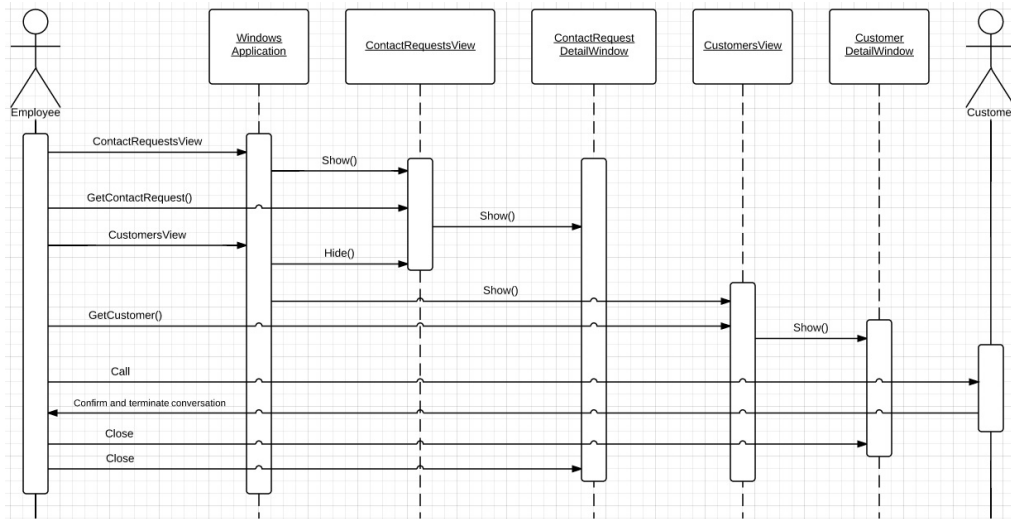 Windows
Application
ContactRequestsView
ContactRequest
DetailWindow
CustomersView
Customer
DetailWindow
Employee
Custome
ContactRequestsView
Show()
GetContactRequest()
Show()
CustomersView
Hide()
Show()
GetCustomer()
Show()
Call
Confirm and terminate conversation
Close
Close